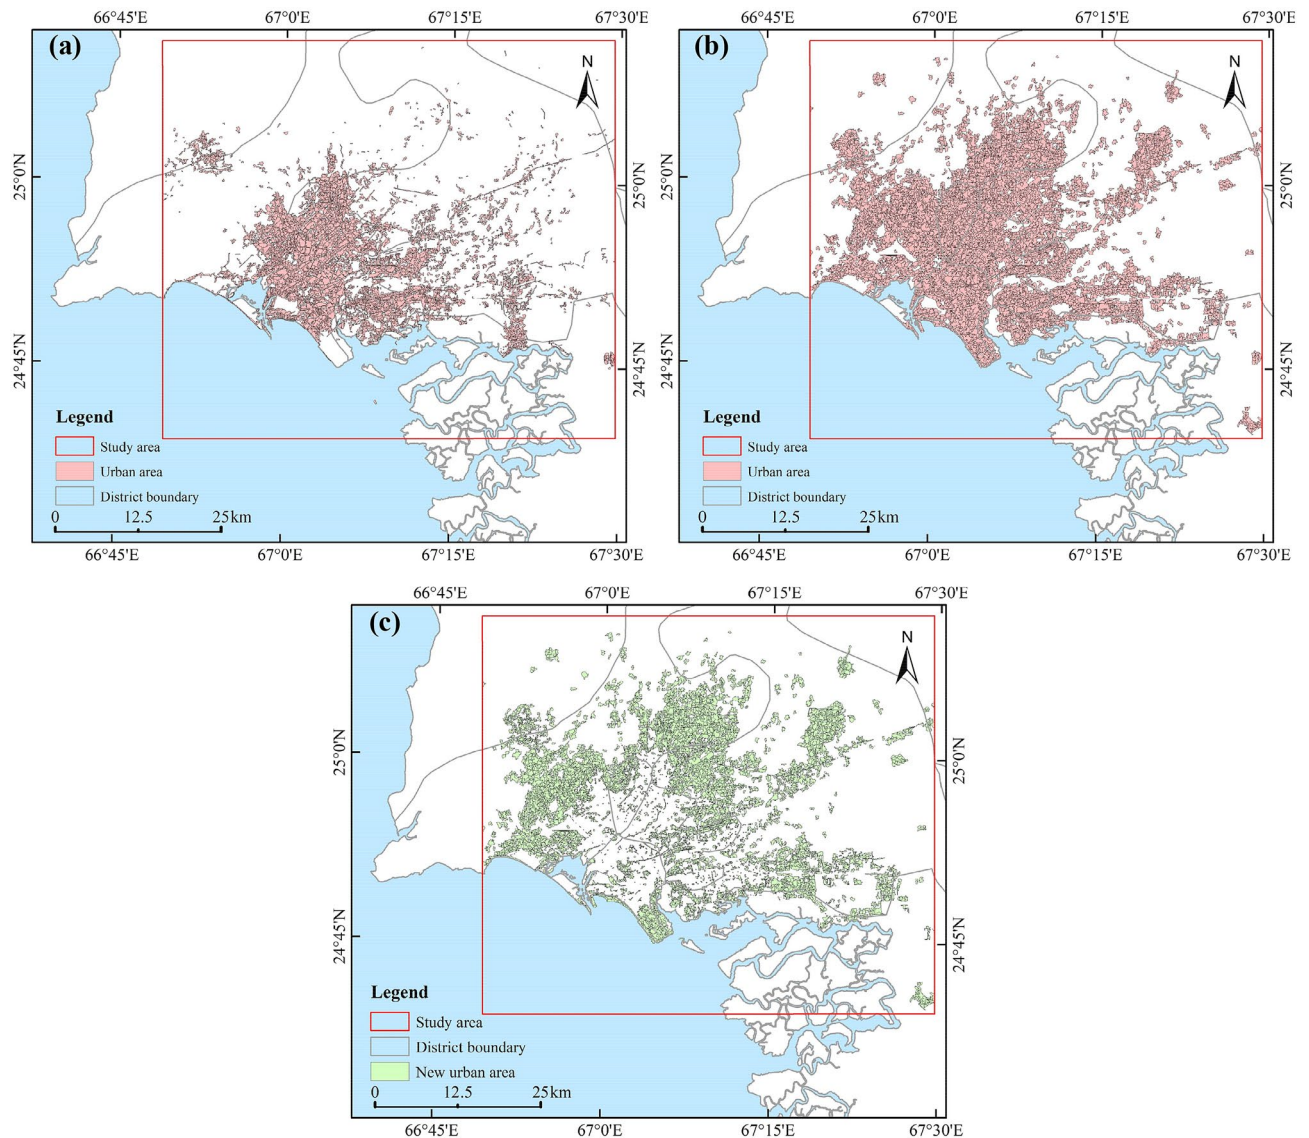 66°45'E 67°0'E 67°15'E 67°30'E
(a)
N
25°0'N 25°0'N
24°45'N 24°45'N
Legend
Study area
Urban area
District boundary
0 12.5 25km
66°45'E 67°0'E 67°15'E 67°30'E
66°45'E 67°0'E 67°15'E 67°30'E
(b)
N
25°0'N 25°0'N
24°45'N 24°45'N
Legend
Study area
Urban area
District boundary
0 12.5 25km
66°45'E 67°0'E 67°15'E 67°30'E
66°45'E 67°0'E 67°15'E 67°30'E
(c)
N
25°0'N 25°0'N
24°45'N 24°45'N
Legend
Study area
District boundary
New urban area
0 12.5 25km
66°45'E 67°0'E 67°15'E 67°30'E